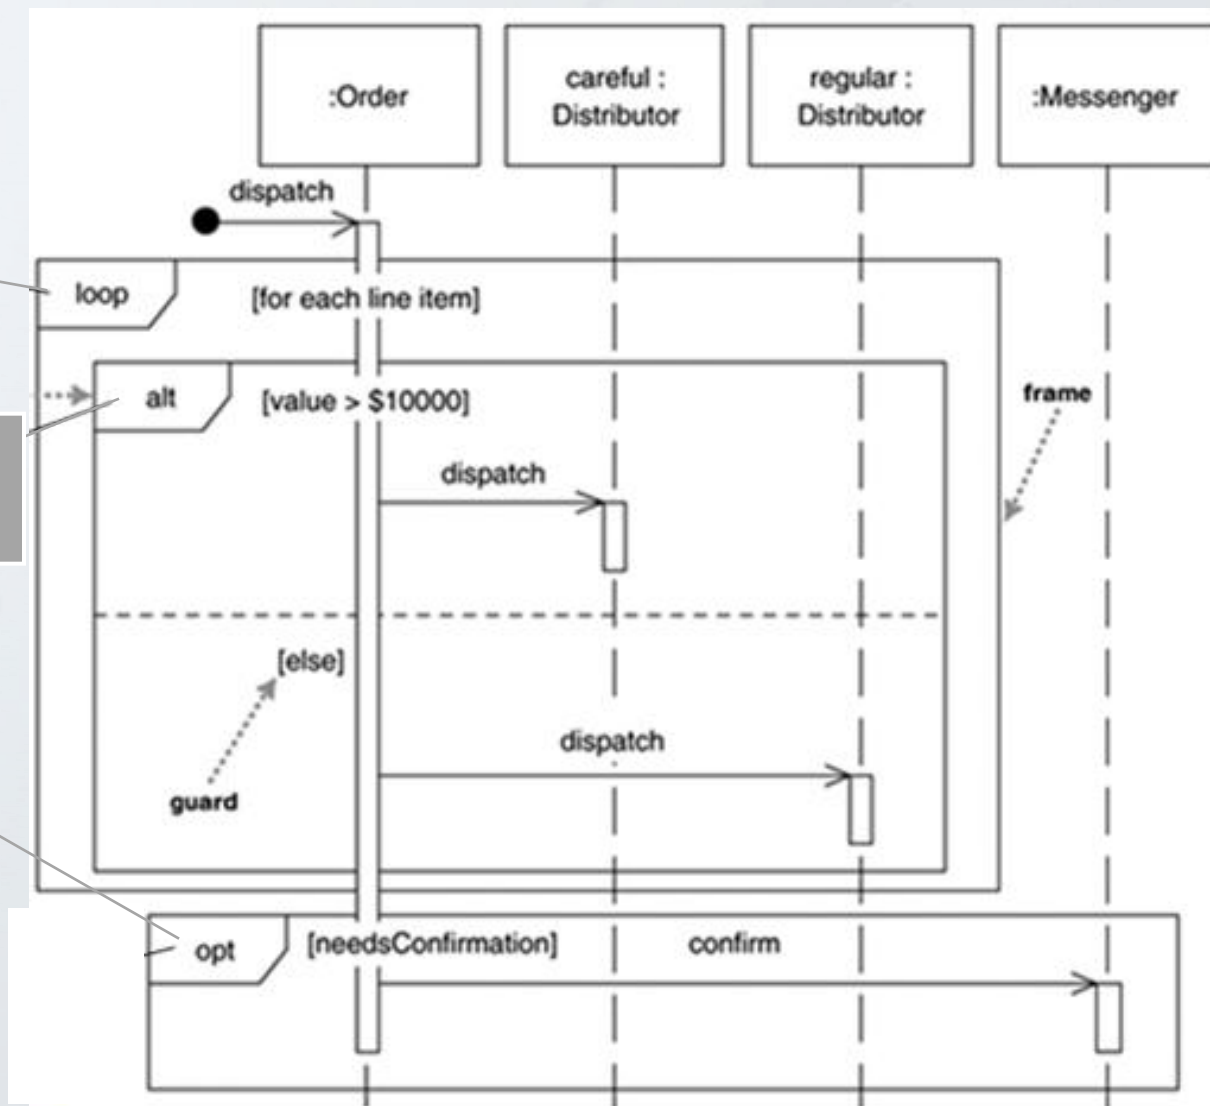 :Order
careful :
Distributor
regular :
Distributor
:Messenger
dispatch
loop
[for each line item]
alt
[value > $10000]
frame
dispatch
[else]
dispatch
guard
opt
[needsConfirmation]
confirm